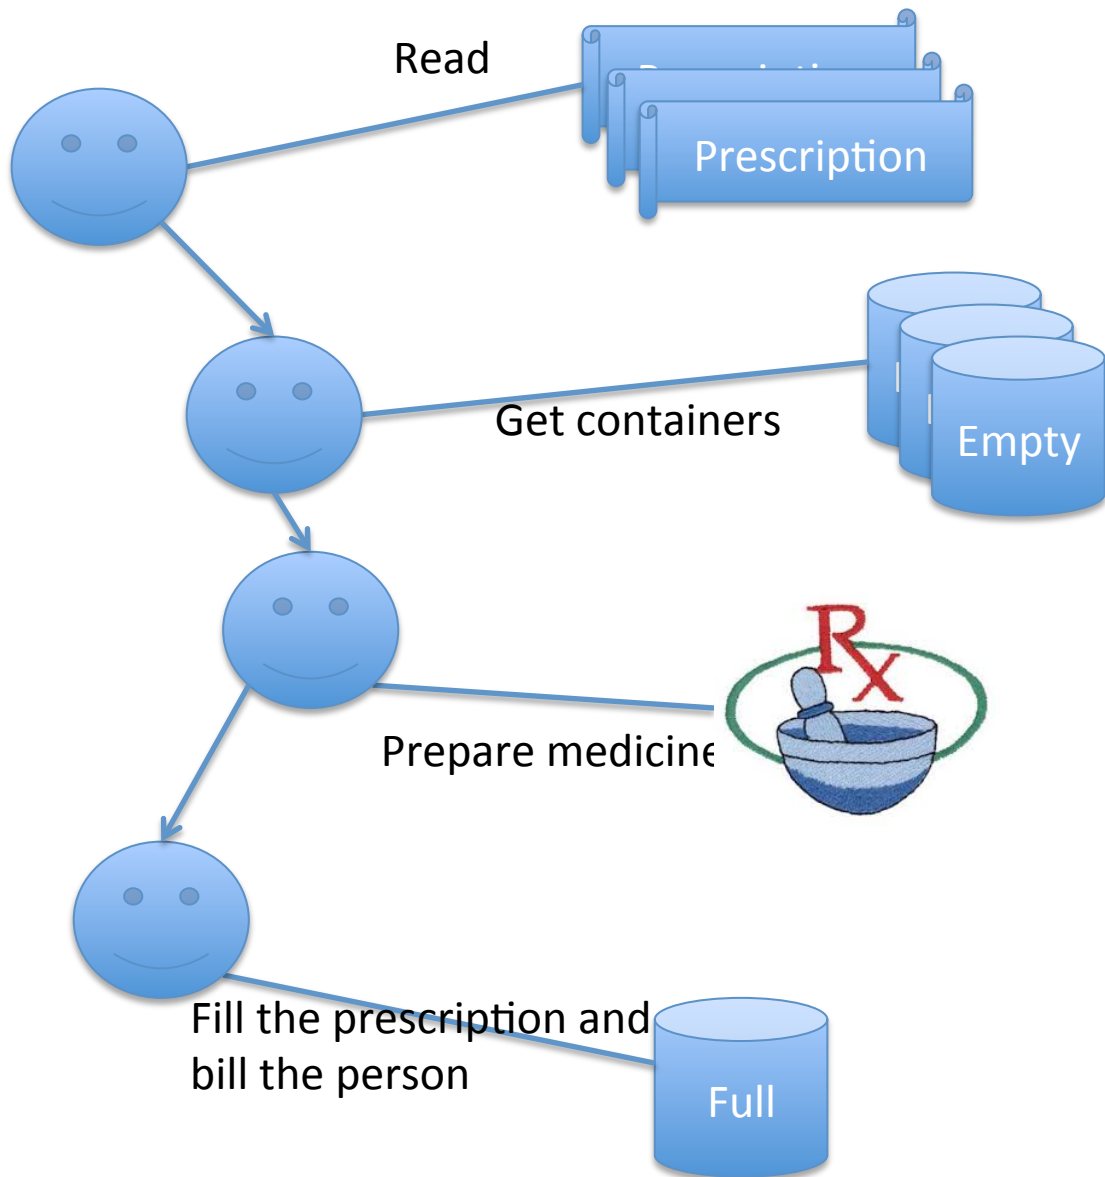 Read
Prescription
Get containers
Empty
Rx
Prepare medicine
Fill the prescription and
bill the person
Full